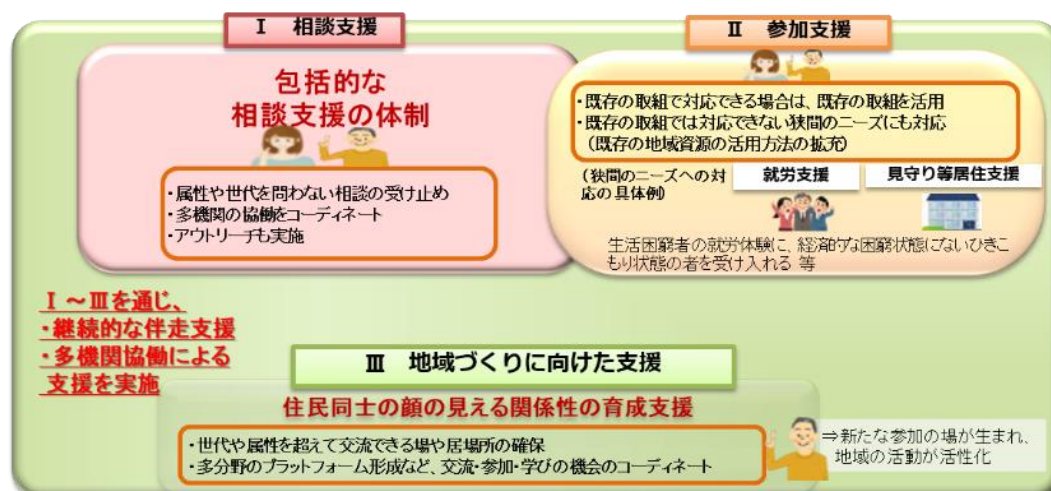 Ⅰ 相談支援
包括的な
相談支援の体制
・属性や世代を問わない相談の受け止め
・多機関の協働をコーディネート
・アウトリーチも実施
Ⅱ 参加支援
・既存の取組で対応できる場合は、既存の取組を活用
・既存の取組では対応できない狭間のニーズにも対応
（既存の地域資源の活用方法の拡充）
（狭間のニーズへの対
応の具体例）
就労支援
見守り等居住支援
生活困窮者の就労体験に、経済的な困窮状態にないひきこ
もり状態の者を受け入れる 等
Ⅰ～Ⅲを通じ、
・継続的な伴走支援
・多機関協働による
支援を実施
Ⅲ 地域づくりに向けた支援
住民同士の顔の見える関係性の育成支援
・世代や属性を超えて交流できる場や居場所の確保
・多分野のプラットフォーム形成など、交流・参加・学びの機会のコーディネート
⇒新たな参加の場が生まれ、
地域の活動が活性化